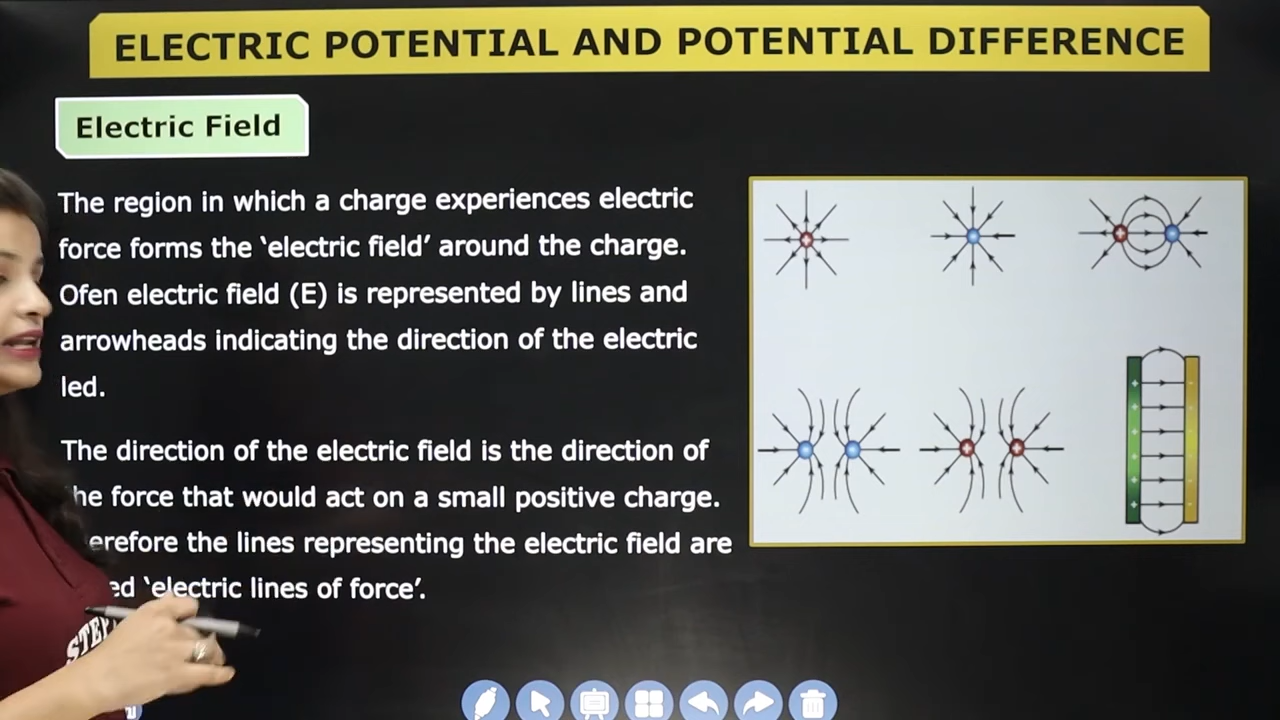 ELECTRIC POTENTIAL AND POTENTIAL DIFFERENCE
Electric Field
The region in which a charge experiences electric
force forms the ‘electric field’ around the charge.
Ofen electric field (E) is represented by lines and
arrowheads indicating the direction of the electric
led.
The direction of the electric field is the direction of
he force that would act on a small positive charge.
erefore the lines representing the electric field are
ed ‘electric lines of force’.